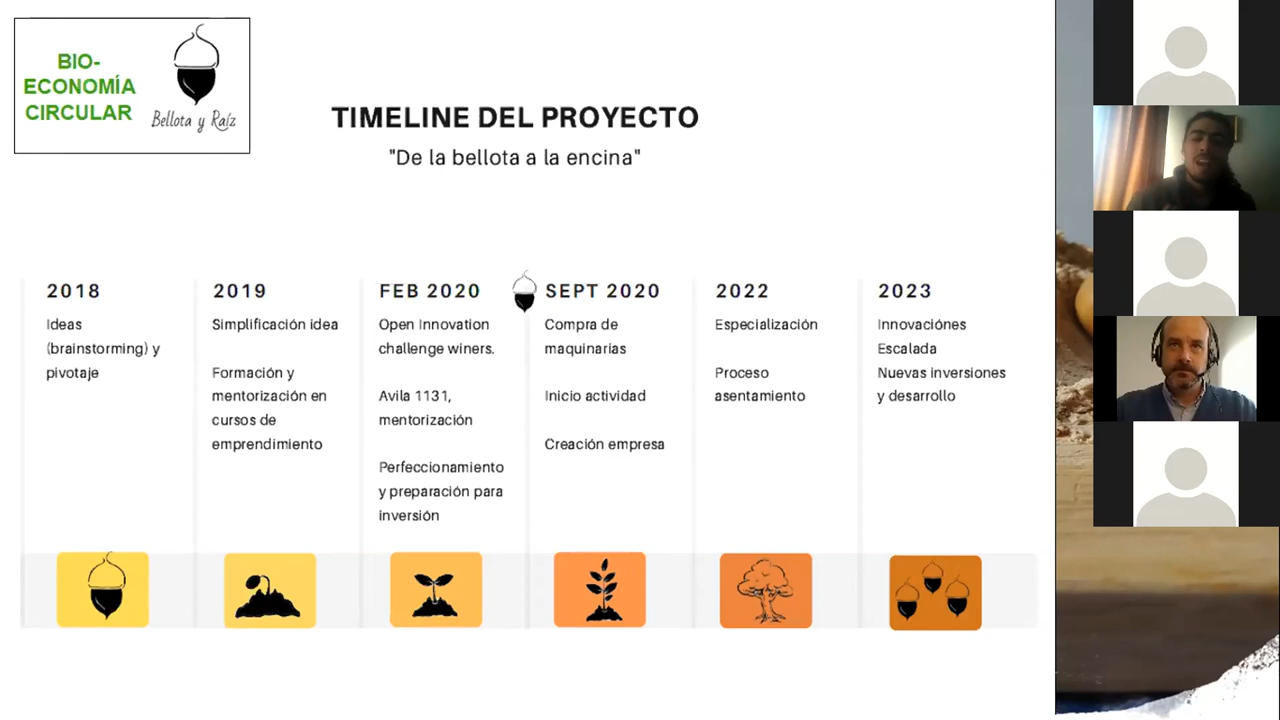 BIO-
ECONOMÍA
CIRCULAR
Bellota y Raíz
TIMELINE DEL PROYECTO
"De la bellota a la encina"
2018
Ideas
(brainstorming) y
pivotaje
2019
Simplificación idea
Formación y
mentorización en
cursos de
emprendimiento
FEB 2020
Open Innovation
challenge winers.
Avila 1131,
mentorización
Perfeccionamiento
y preparación para
inversión
SEPT 2020
Compra de
maquinarias
Inicio actividad
Creación empresa
2022
Especialización
Proceso
asentamiento
2023
Innovaciónes
Escalada
Nuevas inversiones
y desarrollo